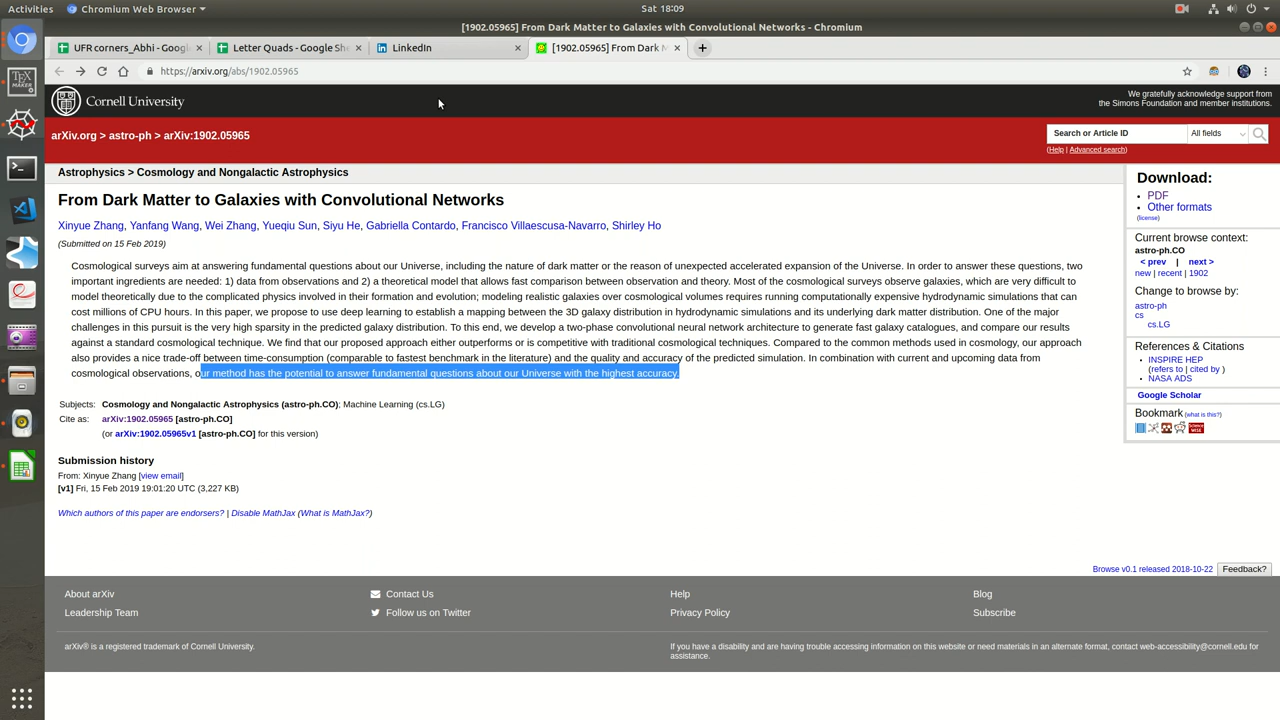 Activities
Chromium Web Browser
Sat 18:09
[1902.05965] From Dark Matter to Galaxies with Convolutional Networks - Chromium
UFR corners_Abhi - Googl
Letter Quads - Google She
LinkedIn
[1902.05965] From Dark M
https://arxiv.org/abs/1902.05965
Cornell University
We gratefully acknowledge support from
the Simons Foundation and member institutions.
arXiv.org > astro-ph > arXiv:1902.05965
Search or Article ID
All fields
(Help | Advanced search)
Astrophysics > Cosmology and Nongalactic Astrophysics
From Dark Matter to Galaxies with Convolutional Networks
Xinyue Zhang, Yanfang Wang, Wei Zhang, Yueqiu Sun, Siyu He, Gabriella Contardo, Francisco Villaescusa-Navarro, Shirley Ho
(Submitted on 15 Feb 2019)
Cosmological surveys aim at answering fundamental questions about our Universe, including the nature of dark matter or the reason of unexpected accelerated expansion of the Universe. In order to answer these questions, two
important ingredients are needed: 1) data from observations and 2) a theoretical model that allows fast comparison between observation and theory. Most of the cosmological surveys observe galaxies, which are very difficult to
model theoretically due to the complicated physics involved in their formation and evolution; modeling realistic galaxies over cosmological volumes requires running computationally expensive hydrodynamic simulations that can
cost millions of CPU hours. In this paper, we propose to use deep learning to establish a mapping between the 3D galaxy distribution in hydrodynamic simulations and its underlying dark matter distribution. One of the major
challenges in this pursuit is the very high sparsity in the predicted galaxy distribution. To this end, we develop a two-phase convolutional neural network architecture to generate fast galaxy catalogues, and compare our results
against a standard cosmological technique. We find that our proposed approach either outperforms or is competitive with traditional cosmological techniques. Compared to the common methods used in cosmology, our approach
also provides a nice trade-off between time-consumption (comparable to fastest benchmark in the literature) and the quality and accuracy of the predicted simulation. In combination with current and upcoming data from
cosmological observations, our method has the potential to answer fundamental questions about our Universe with the highest accuracy.
Subjects: Cosmology and Nongalactic Astrophysics (astro-ph.CO); Machine Learning (cs.LG)
Cite as: arXiv:1902.05965 [astro-ph.CO]
(or arXiv:1902.05965v1 [astro-ph.CO] for this version)
Submission history
From: Xinyue Zhang [view email]
[v1] Fri, 15 Feb 2019 19:01:20 UTC (3,227 KB)
Which authors of this paper are endorsers? | Disable MathJax (What is MathJax?)
Download:
PDF
Other formats
(license)
Current browse context:
astro-ph.CO
< prev | next >
new | recent | 1902
Change to browse by:
astro-ph
cs
cs.LG
References & Citations
INSPIRE HEP
(refers to | cited by )
NASA ADS
Google Scholar
Bookmark (what is this?)
Browse v0.1 released 2018-10-22
Feedback?
About arXiv
Leadership Team
Contact Us
Follow us on Twitter
Help
Privacy Policy
Blog
Subscribe
arXiv® is a registered trademark of Cornell University.
If you have a disability and are having trouble accessing information on this website or need materials in an alternate format, contact web-accessibility@cornell.edu for
assistance.